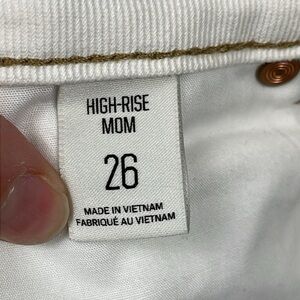 HIGH-RISE
MOM
26
MADE IN VIETNAM
FABRIQUÉ AU VIETNAM